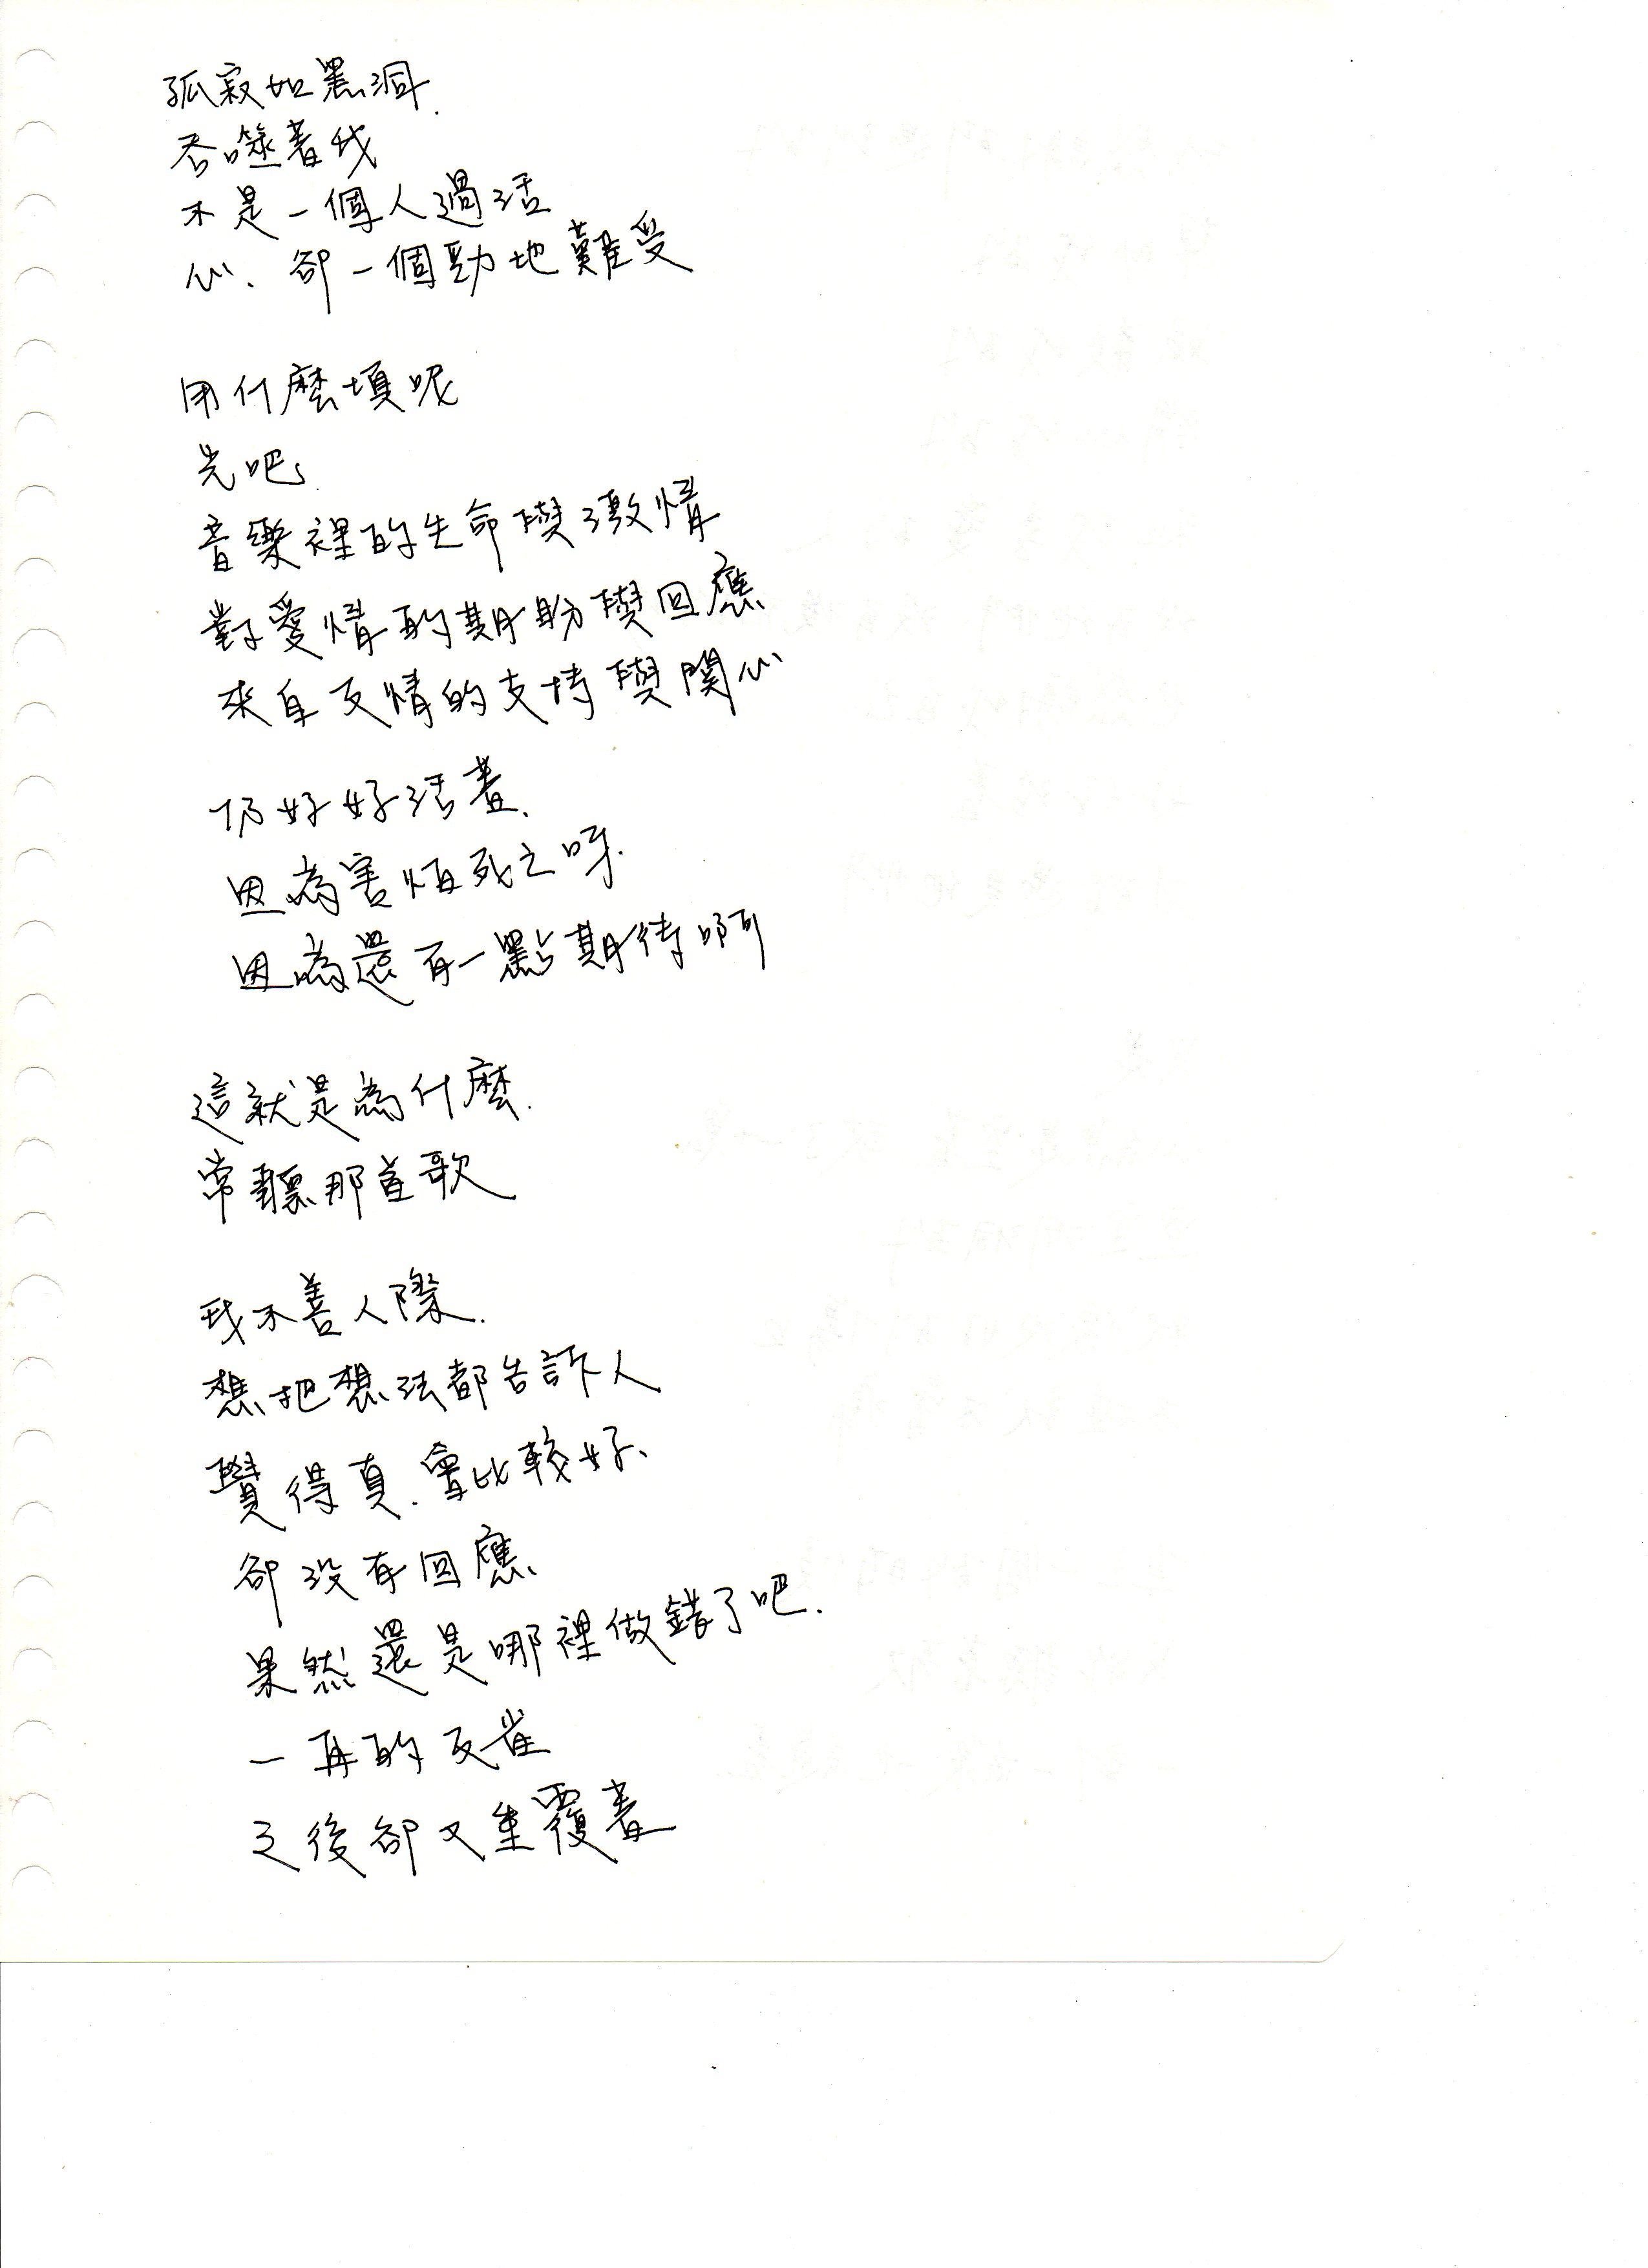 孤寂如黑洞.
吞噬著我
不是一個人過活
心、卻一個勁地難受
用什麼填呢
光吧
音樂裡的生命與激情
對愛情的期盼與回應
來自友情的支持與關心
仍好好活著.
因為害怕死亡呀.
因為還有一點期待啊
這就是為什麼.
常聽那首歌
我不善人際.
想把想法都告訴人
覺得真.會比較好、
卻沒有回應
果然還是哪裡做錯了吧.
一再的反省
之後卻又重覆著